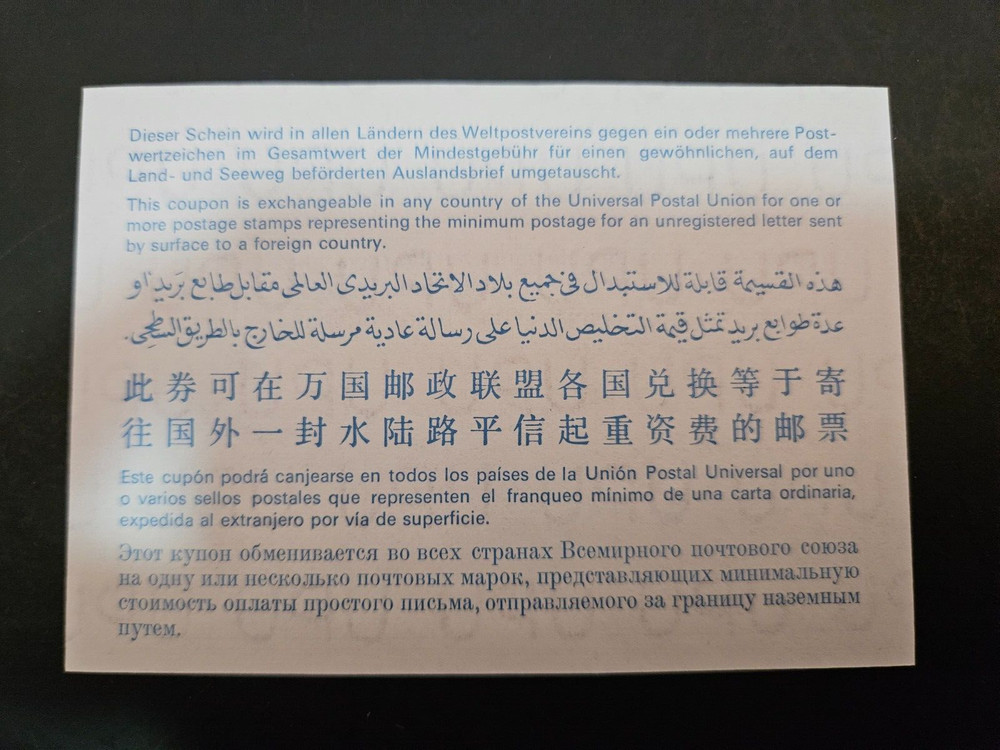 Dieser Schein wird in allen Ländern des Weltpostvereins gegen ein oder mehrere Post-
wertzeichen im Gesamtwert der Mindestgebühr für einen gewöhnlichen, auf dem
Land- und Seeweg beförderten Auslandsbrief umgetauscht.
This coupon is exchangeable in any country of the Universal Postal Union for one or
more postage stamps representing the minimum postage for an unregistered letter sent
by surface to a foreign country.
هذه القسيمة قابلة للاستبدال فى جميع بلاد الاتحاد البريدى العالمى مقابل طابع بَريد أو
عدة طوابع بريد تمثل قيمة التخليص الدنيا على رسالة عادية مرسلة للخارج بالطريق السطحى.
此券可在万国邮政联盟各国兑换等于寄
往国外一封水陆路平信起重资费的邮票
Este cupón podrá canjearse en todos los países de la Unión Postal Universal por uno
o varios sellos postales que representen el franqueo mínimo de una carta ordinaria,
expedida al extranjero por vía de superficie.
Этот купон обменивается во всех странах Всемирного почтового союза
на одну или несколько почтовых марок, представляющих минимальную
стоимость оплаты простого письма, отправляемого за границу наземным
путем.